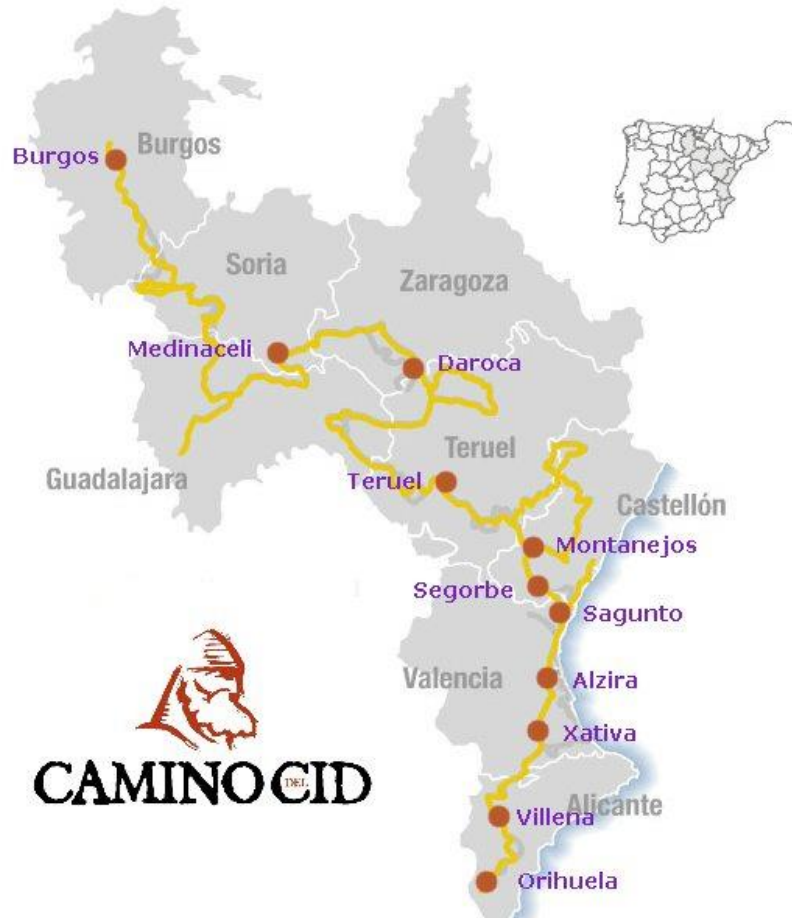 Burgos
Burgos
Soria
Zaragoza
Medinaceli
Daroca
Guadalajara
Teruel
Teruel
Castellón
Montanejos
Segorbe
Sagunto
Valencia
Alzira
Xativa
CAMINO DEL CID
Alicante
Villena
Orihuela